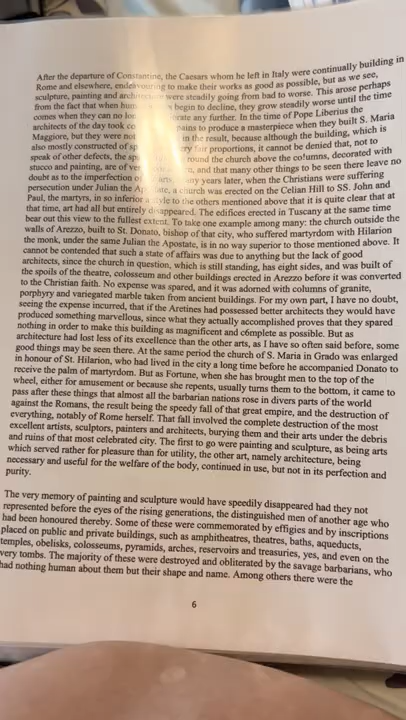 After the departure of Constantine, the Caesars whom he left in Italy were continually building in
Rome and elsewhere, endeavouring to make their works as good as possible, but as we see,
sculpture, painting and architecture were steadily going from bad to worse. This arose perhaps
from the fact that when hum begin to decline, they grow steadily worse until the time
comes when they can no lon orate any further. In the time of Pope Liberius the
architects of the day took co pains to produce a masterpiece when they built S. Maria
Maggiore, but they were not in the result, because although the building, which is
also mostly constructed of sp ry fair proportions, it cannot be denied that, not to
speak of other defects, the sp round the church above the columns, decorated with
stucco and painting, are of ver and that many other things to be seen there leave no
doubt as to the imperfection o arts. any years later, when the Christians were suffering
persecution under Julian the Apostate, a church was erected on the Celian Hill to SS. John and
Paul, the martyrs, in so inferior a style to the others mentioned above that it is quite clear that at
that time, art had all but entirely disappeared. The edifices erected in Tuscany at the same time
bear out this view to the fullest extent. To take one example among many: the church outside the
walls of Arezzo, built to St. Donato, bishop of that city, who suffered martyrdom with Hilarion
the monk, under the same Julian the Apostate, is in no way superior to those mentioned above. It
cannot be contended that such a state of affairs was due to anything but the lack of good
architects, since the church in question, which is still standing, has eight sides, and was built of
the spoils of the theatre, colosseum and other buildings erected in Arezzo before it was converted
to the Christian faith. No expense was spared, and it was adorned with columns of granite,
porphyry and variegated marble taken from ancient buildings. For my own part, I have no doubt,
seeing the expense incurred, that if the Aretines had possessed better architects they would have
produced something marvellous, since what they actually accomplished proves that they spared
nothing in order to make this building as magnificent and complete as possible. But as
architecture had lost less of its excellence than the other arts, as I have so often said before, some
good things may be seen there. At the same period the church of S. Maria in Grado was enlarged
in honour of St. Hilarion, who had lived in the city a long time before he accompanied Donato to
receive the palm of martyrdom. But as Fortune, when she has brought men to the top of the
wheel, either for amusement or because she repents, usually turns them to the bottom, it came to
pass after these things that almost all the barbarian nations rose in divers parts of the world
against the Romans, the result being the speedy fall of that great empire, and the destruction of
everything, notably of Rome herself. That fall involved the complete destruction of the most
excellent artists, sculptors, painters and architects, burying them and their arts under the debris
and ruins of that most celebrated city. The first to go were painting and sculpture, as being arts
which served rather for pleasure than for utility, the other art, namely architecture, being
necessary and useful for the welfare of the body, continued in use, but not in its perfection and
purity.
The very memory of painting and sculpture would have speedily disappeared had they not
represented before the eyes of the rising generations, the distinguished men of another age who
had been honoured thereby. Some of these were commemorated by effigies and by inscriptions
placed on public and private buildings, such as amphitheatres, theatres, baths, aqueducts,
temples, obelisks, colosseums, pyramids, arches, reservoirs and treasuries, yes, and even on the
very tombs. The majority of these were destroyed and obliterated by the savage barbarians, who
had nothing human about them but their shape and name. Among others there were the
6